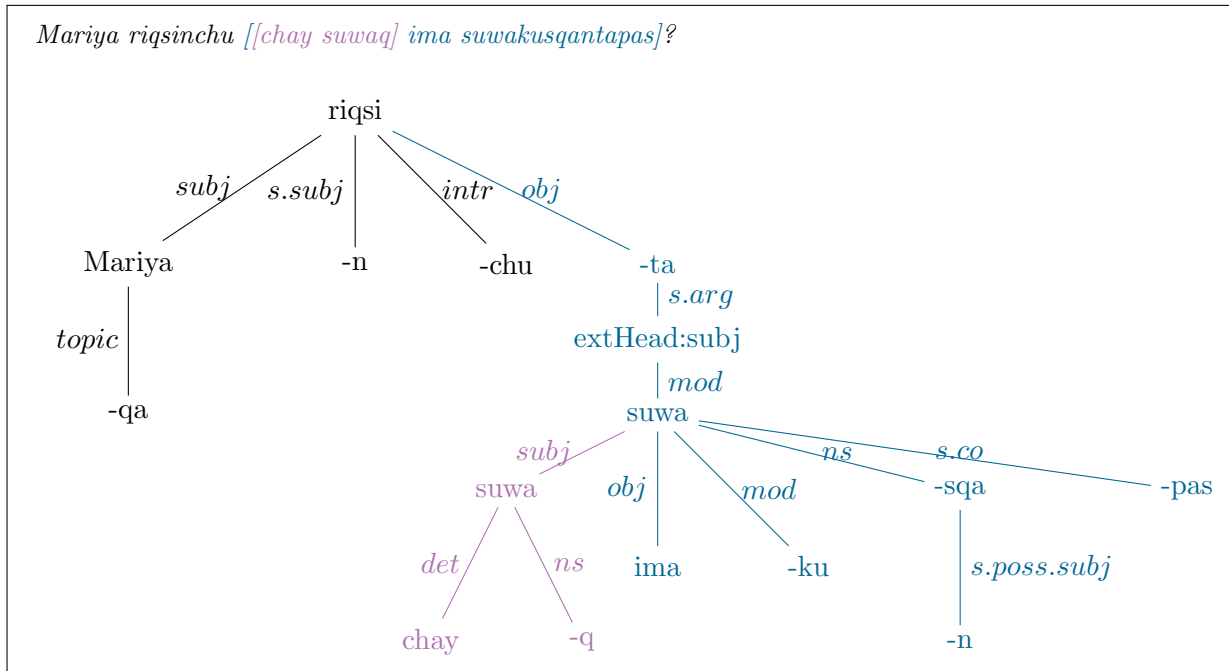 Mariya riqsinchu [[chay suwaq] ima suwakusqantapas]?
riqsi
subj s.subj intr obj
Mariya -n -chu -ta
s.arg
topic extHead:subj
mod
-qa suwa
subj ns s.co
suwa obj mod -sqa -pas
det ns ima -ku s.poss.subj
chay -q -n